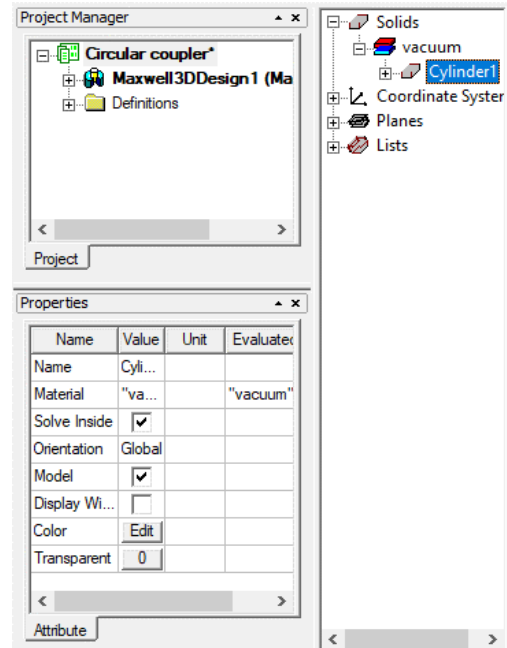 Project Manager
Circular coupler*
Maxwell3DDesign1 (Ma
Definitions
Project
Properties
Name Value Unit Evaluated
Name Cyli...
Material "va... "vacuum"
Solve Inside
Orientation Global
Model
Display Wi...
Color Edit
Transparent 0
Attribute
Solids
vacuum
Cylinder1
Coordinate System
Planes
Lists